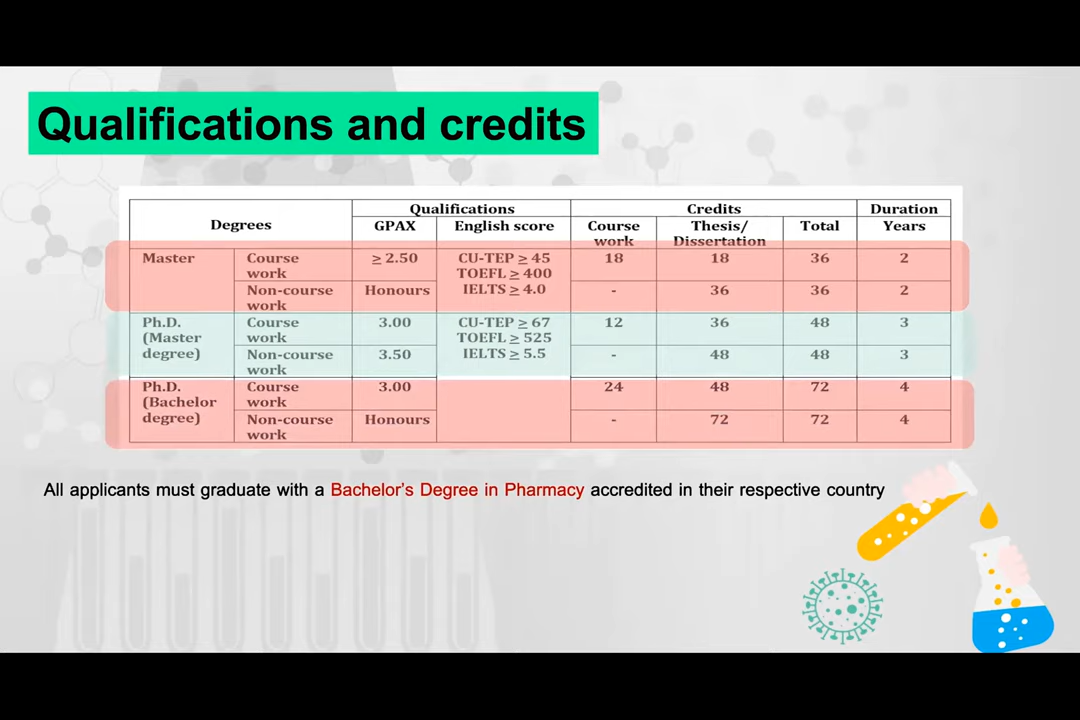 Qualifications and credits
Degrees Qualifications Credits Duration
GPAX English score Course work Thesis/ Dissertation Total Years
Master Course work ≥ 2.50 CU-TEP ≥ 45 TOEFL ≥ 400 IELTS ≥ 4.0 18 18 36 2
Non-course work Honours - 36 36 2
Ph.D. (Master degree) Course work 3.00 CU-TEP ≥ 67 TOEFL ≥ 525 IELTS ≥ 5.5 12 36 48 3
Non-course work 3.50 - 48 48 3
Ph.D. (Bachelor degree) Course work 3.00 24 48 72 4
Non-course work Honours - 72 72 4
All applicants must graduate with a Bachelor's Degree in Pharmacy accredited in their respective country